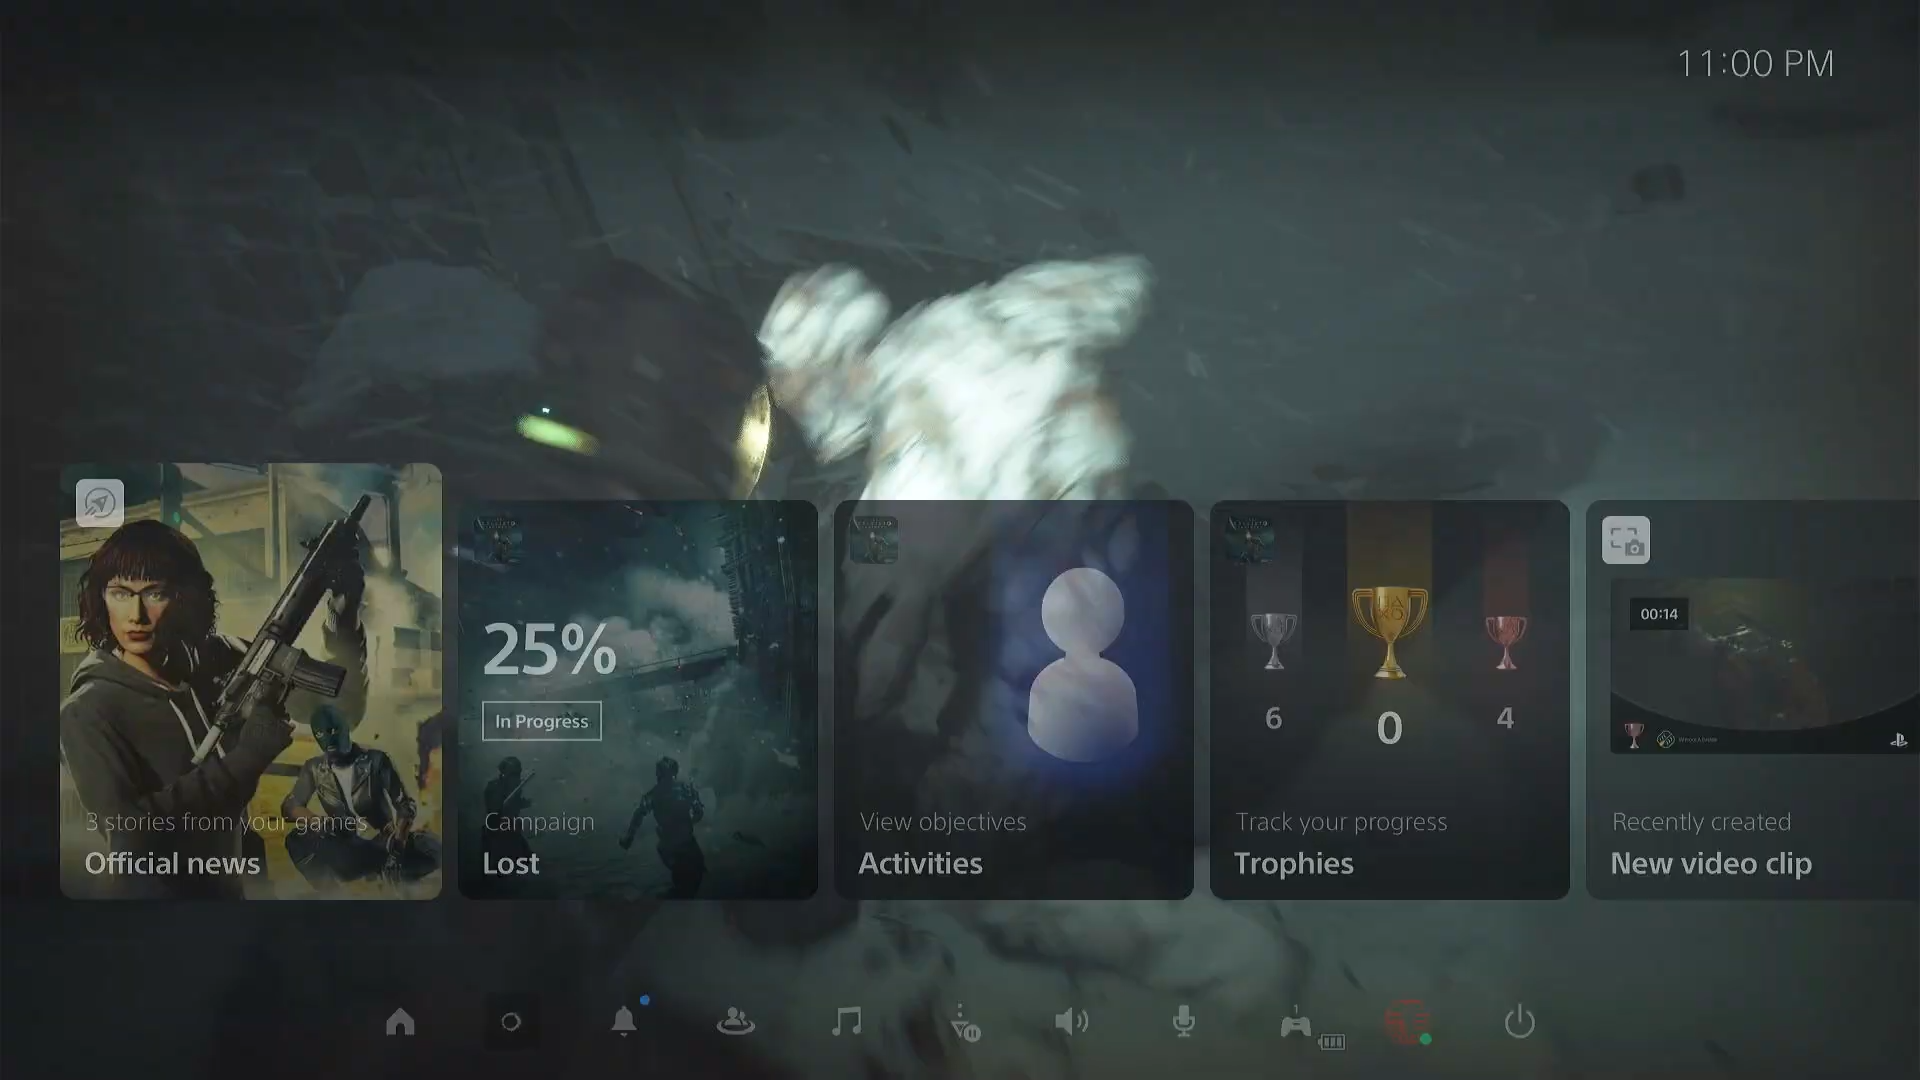 11:00 PM
3 stories from your games
Official news
25%
In Progress
Campaign
Lost
View objectives
Activities
6
0
4
Track your progress
Trophies
00:14
Recently created
New video clip
1